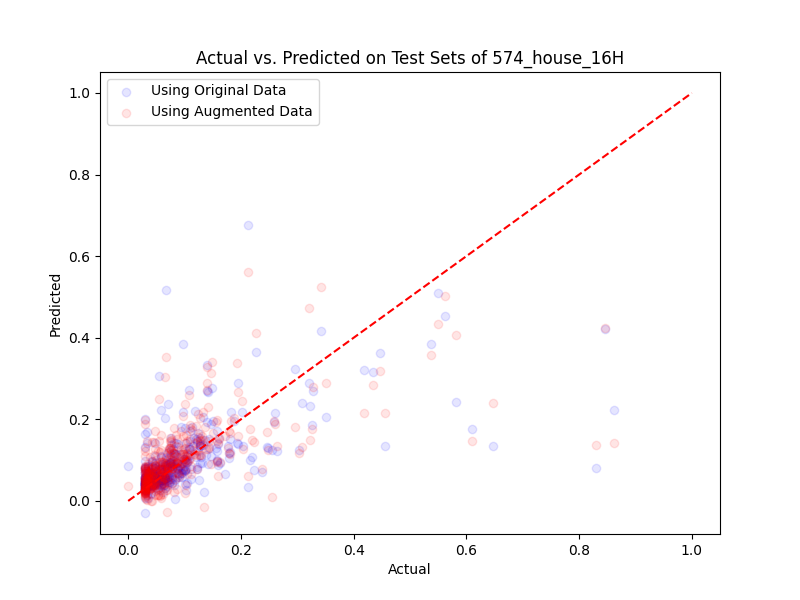 Actual vs. Predicted on Test Sets of 574_house_16H
Using Original Data
Using Augmented Data
1.0
0.8
0.6
0.4
0.2
0.0
Predicted
0.0 0.2 0.4 0.6 0.8 1.0
Actual